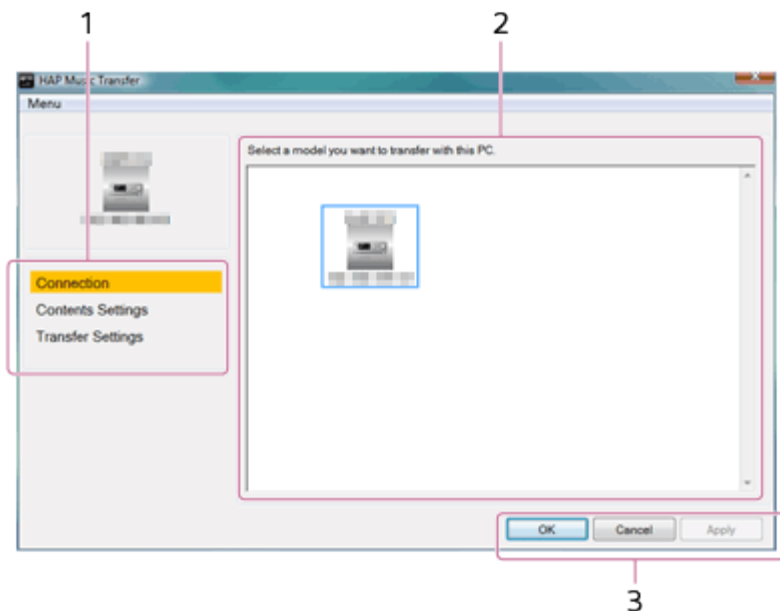 1
2
HAP Music Transfer
Menu
Select a model you want to transfer with this PC.
Connection
Contents Settings
Transfer Settings
OK
Cancel
Apply
3